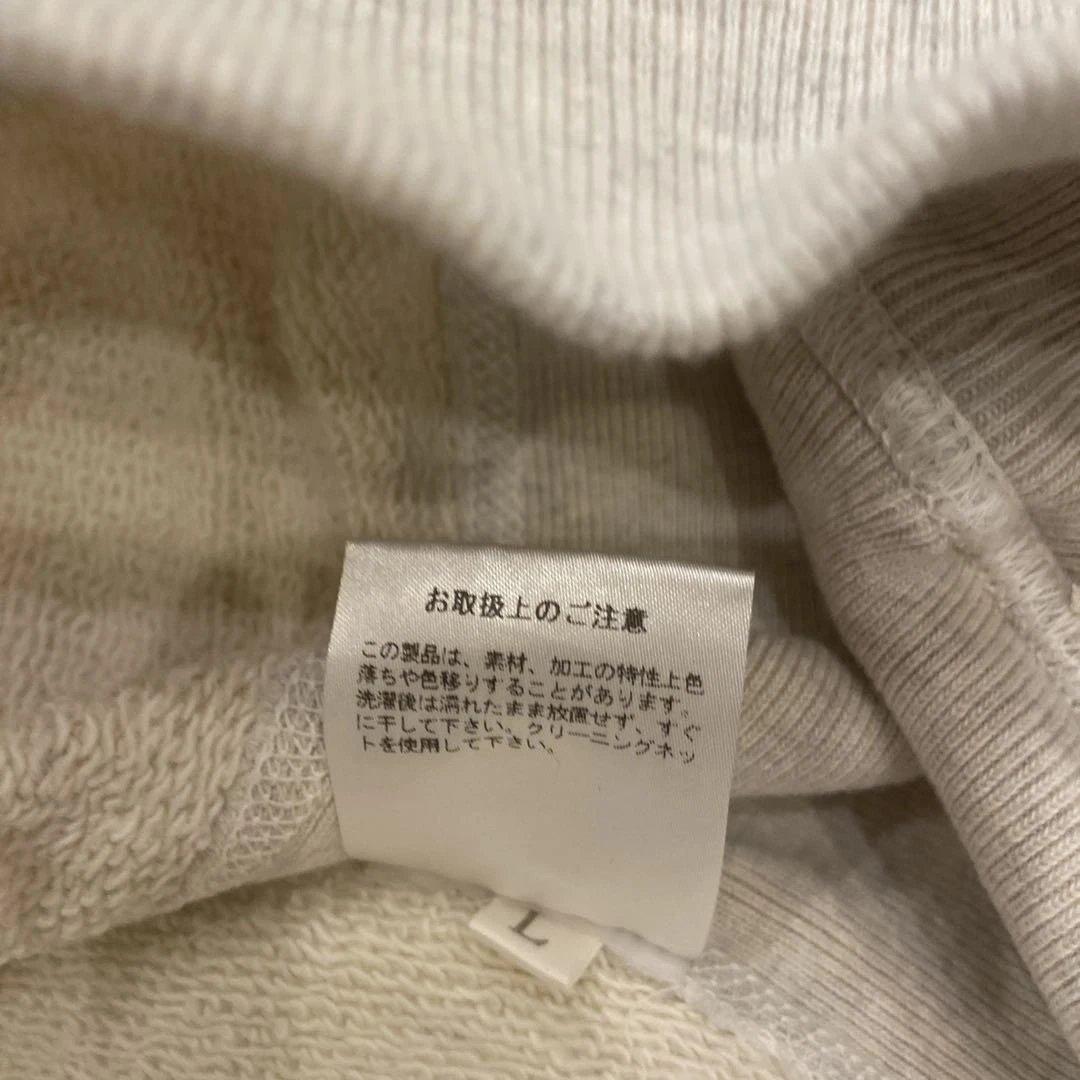 お取扱上のご注意
この製品は、素材、加工の特性上色
落ちや色移りすることがあります。
洗濯後は濡れたまま放置せず、すぐ
に干して下さい。クリーニングネッ
トを使用して下さい。
L